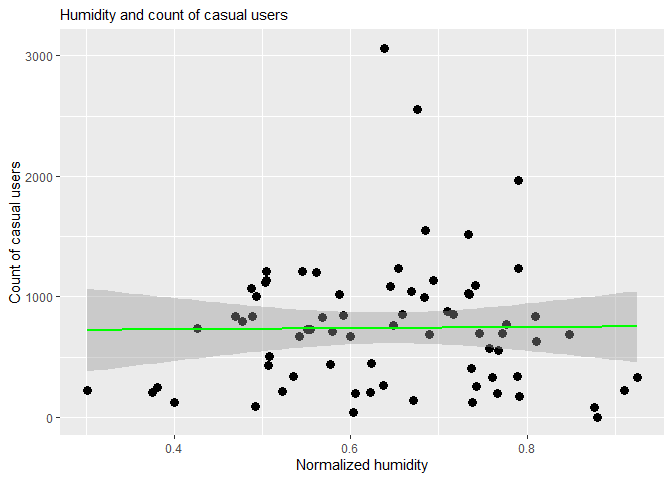 Humidity and count of casual users
Count of casual users
3000
2000
1000
0
0.4
0.6
0.8
Normalized humidity